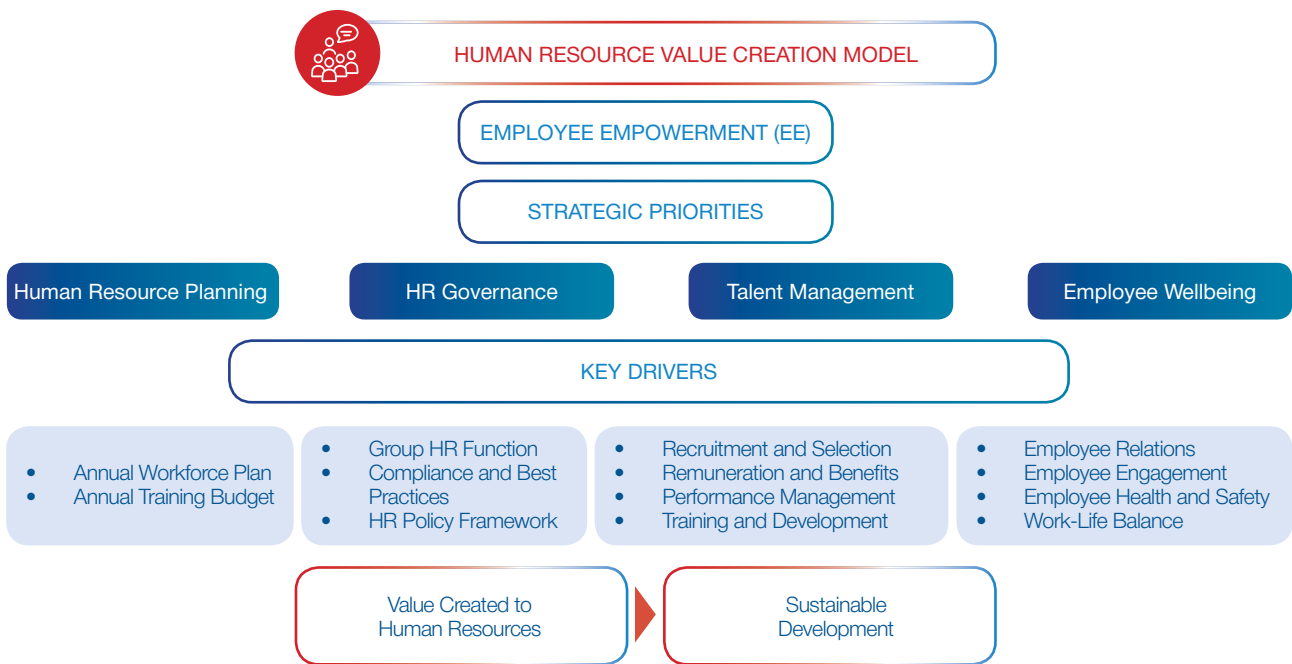 HUMAN RESOURCE VALUE CREATION MODEL
EMPLOYEE EMPOWERMENT (EE)
STRATEGIC PRIORITIES
Human Resource Planning
HR Governance
Talent Management
Employee Wellbeing
KEY DRIVERS
• Annual Workforce Plan
• Annual Training Budget
• Group HR Function
• Compliance and Best
Practices
• HR Policy Framework
• Recruitment and Selection
• Remuneration and Benefits
• Performance Management
• Training and Development
• Employee Relations
• Employee Engagement
• Employee Health and Safety
• Work-Life Balance
Value Created to
Human Resources
Sustainable
Development